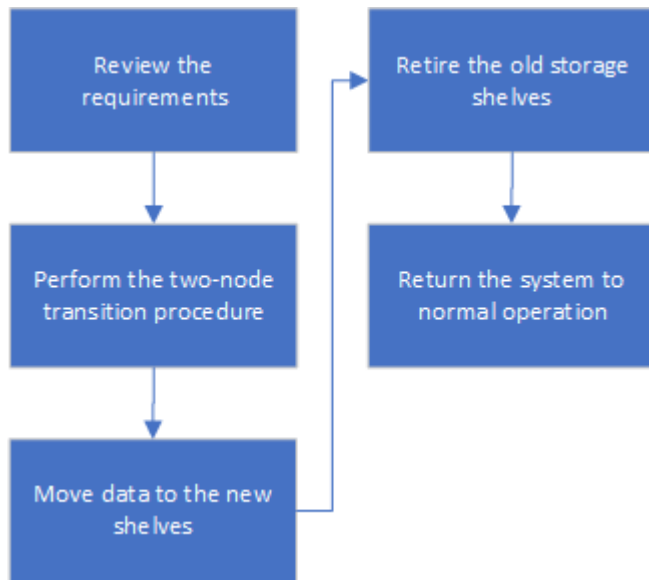 Review the
requirements
Perform the two-node
transition procedure
Move data to the new
shelves
Retire the old storage
shelves
Return the system to
normal operation